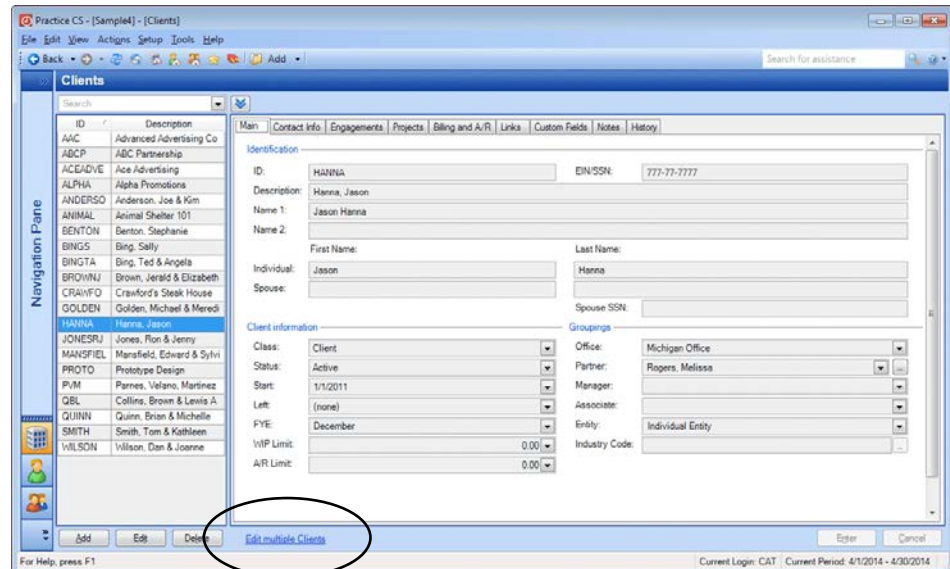 Practice CS - [Sample4] - [Clients]
File Edit View Actions Setup Tools Help
Back Add Search for assistance
Clients
Navigation Pane
Search
ID Description
AAC Advanced Advertising Co
ABCP ABC Partnership
ACEADVE Ace Advertising
ALPHA Alpha Promotions
ANDERSO Anderson, Joe & Kim
ANIMAL Animal Shelter 101
BENTON Benton, Stephanie
BINGS Bing, Sally
BINGTA Bing, Ted & Angela
BROWNJ Brown, Jerald & Elizabeth
CRAWFO Crawford's Steak House
GOLDEN Golden, Michael & Meredi
HANNA Hanna, Jason
JONESRJ Jones, Ron & Jenny
MANSFIEL Mansfield, Edward & Sylvi
PROTO Prototype Design
PVM Parnes, Velano, Martinez
QBL Collins, Brown & Lewis A
QUINN Quinn, Brian & Michelle
SMITH Smith, Tom & Kathleen
WILSON Wilson, Dan & Joanne
Main Contact Info Engagements Projects Billing and A/R Links Custom Fields Notes History
Identification
ID: HANNA EIN/SSN: 777-77-7777
Description: Hanna, Jason
Name 1: Jason Hanna
Name 2:
First Name: Last Name:
Individual: Jason Hanna
Spouse:
Spouse SSN:
Client information Groupings
Class: Client Office: Michigan Office
Status: Active Partner: Rogers, Melissa
Start: 1/1/2011 Manager:
Left: (none) Associate:
FYE: December Entity: Individual Entity
WIP Limit: 0.00 Industry Code:
A/R Limit: 0.00
Add Edit Delete Edit multiple Clients Enter Cancel
For Help, press F1 Current Login: CAT Current Period: 4/1/2014 - 4/30/2014